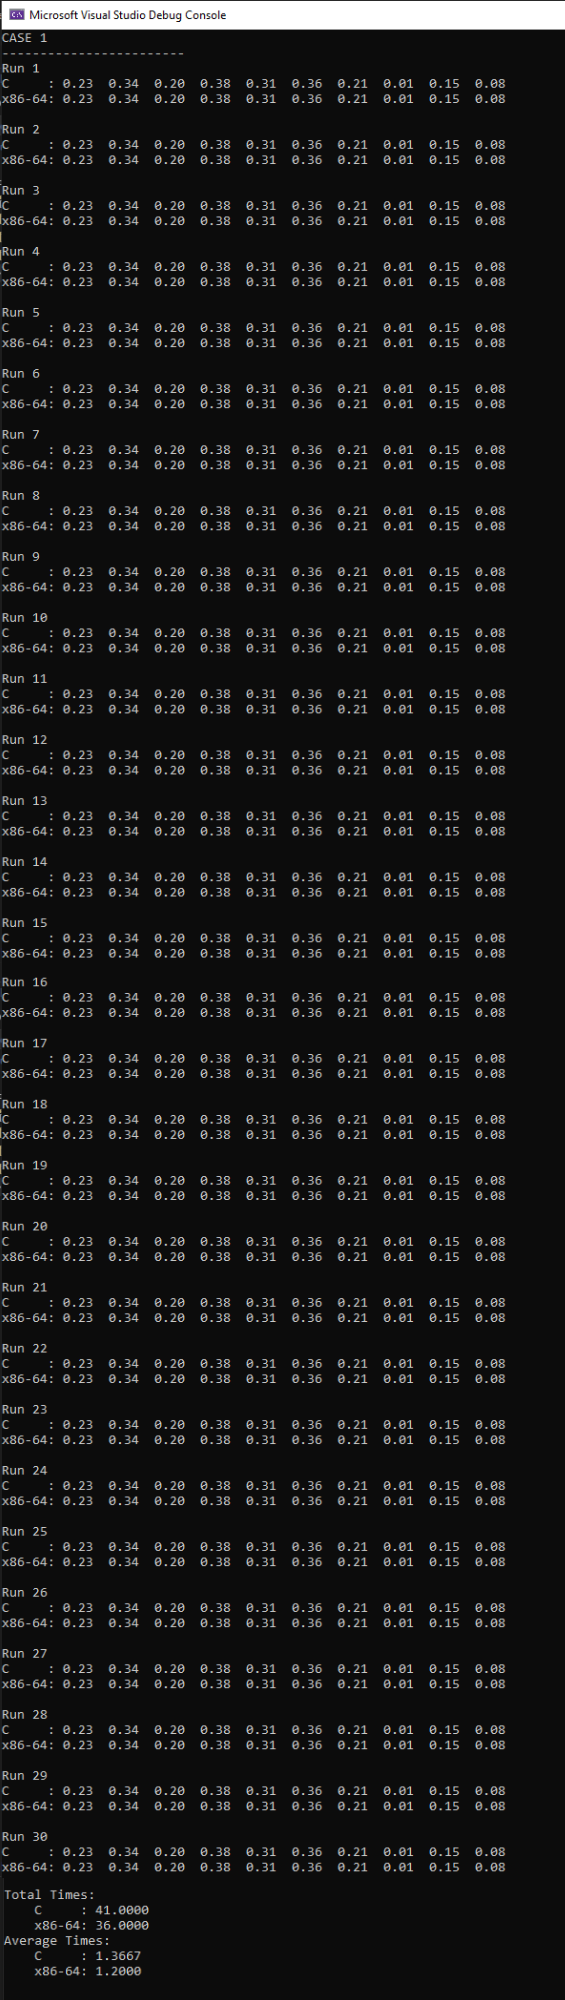 Microsoft Visual Studio Debug Console
CASE 1
------------------------
Run 1
C     : 0.23  0.34  0.20  0.38  0.31  0.36  0.21  0.01  0.15  0.08
x86-64: 0.23  0.34  0.20  0.38  0.31  0.36  0.21  0.01  0.15  0.08
Run 2
C     : 0.23  0.34  0.20  0.38  0.31  0.36  0.21  0.01  0.15  0.08
x86-64: 0.23  0.34  0.20  0.38  0.31  0.36  0.21  0.01  0.15  0.08
Run 3
C     : 0.23  0.34  0.20  0.38  0.31  0.36  0.21  0.01  0.15  0.08
x86-64: 0.23  0.34  0.20  0.38  0.31  0.36  0.21  0.01  0.15  0.08
Run 4
C     : 0.23  0.34  0.20  0.38  0.31  0.36  0.21  0.01  0.15  0.08
x86-64: 0.23  0.34  0.20  0.38  0.31  0.36  0.21  0.01  0.15  0.08
Run 5
C     : 0.23  0.34  0.20  0.38  0.31  0.36  0.21  0.01  0.15  0.08
x86-64: 0.23  0.34  0.20  0.38  0.31  0.36  0.21  0.01  0.15  0.08
Run 6
C     : 0.23  0.34  0.20  0.38  0.31  0.36  0.21  0.01  0.15  0.08
x86-64: 0.23  0.34  0.20  0.38  0.31  0.36  0.21  0.01  0.15  0.08
Run 7
C     : 0.23  0.34  0.20  0.38  0.31  0.36  0.21  0.01  0.15  0.08
x86-64: 0.23  0.34  0.20  0.38  0.31  0.36  0.21  0.01  0.15  0.08
Run 8
C     : 0.23  0.34  0.20  0.38  0.31  0.36  0.21  0.01  0.15  0.08
x86-64: 0.23  0.34  0.20  0.38  0.31  0.36  0.21  0.01  0.15  0.08
Run 9
C     : 0.23  0.34  0.20  0.38  0.31  0.36  0.21  0.01  0.15  0.08
x86-64: 0.23  0.34  0.20  0.38  0.31  0.36  0.21  0.01  0.15  0.08
Run 10
C     : 0.23  0.34  0.20  0.38  0.31  0.36  0.21  0.01  0.15  0.08
x86-64: 0.23  0.34  0.20  0.38  0.31  0.36  0.21  0.01  0.15  0.08
Run 11
C     : 0.23  0.34  0.20  0.38  0.31  0.36  0.21  0.01  0.15  0.08
x86-64: 0.23  0.34  0.20  0.38  0.31  0.36  0.21  0.01  0.15  0.08
Run 12
C     : 0.23  0.34  0.20  0.38  0.31  0.36  0.21  0.01  0.15  0.08
x86-64: 0.23  0.34  0.20  0.38  0.31  0.36  0.21  0.01  0.15  0.08
Run 13
C     : 0.23  0.34  0.20  0.38  0.31  0.36  0.21  0.01  0.15  0.08
x86-64: 0.23  0.34  0.20  0.38  0.31  0.36  0.21  0.01  0.15  0.08
Run 14
C     : 0.23  0.34  0.20  0.38  0.31  0.36  0.21  0.01  0.15  0.08
x86-64: 0.23  0.34  0.20  0.38  0.31  0.36  0.21  0.01  0.15  0.08
Run 15
C     : 0.23  0.34  0.20  0.38  0.31  0.36  0.21  0.01  0.15  0.08
x86-64: 0.23  0.34  0.20  0.38  0.31  0.36  0.21  0.01  0.15  0.08
Run 16
C     : 0.23  0.34  0.20  0.38  0.31  0.36  0.21  0.01  0.15  0.08
x86-64: 0.23  0.34  0.20  0.38  0.31  0.36  0.21  0.01  0.15  0.08
Run 17
C     : 0.23  0.34  0.20  0.38  0.31  0.36  0.21  0.01  0.15  0.08
x86-64: 0.23  0.34  0.20  0.38  0.31  0.36  0.21  0.01  0.15  0.08
Run 18
C     : 0.23  0.34  0.20  0.38  0.31  0.36  0.21  0.01  0.15  0.08
x86-64: 0.23  0.34  0.20  0.38  0.31  0.36  0.21  0.01  0.15  0.08
Run 19
C     : 0.23  0.34  0.20  0.38  0.31  0.36  0.21  0.01  0.15  0.08
x86-64: 0.23  0.34  0.20  0.38  0.31  0.36  0.21  0.01  0.15  0.08
Run 20
C     : 0.23  0.34  0.20  0.38  0.31  0.36  0.21  0.01  0.15  0.08
x86-64: 0.23  0.34  0.20  0.38  0.31  0.36  0.21  0.01  0.15  0.08
Run 21
C     : 0.23  0.34  0.20  0.38  0.31  0.36  0.21  0.01  0.15  0.08
x86-64: 0.23  0.34  0.20  0.38  0.31  0.36  0.21  0.01  0.15  0.08
Run 22
C     : 0.23  0.34  0.20  0.38  0.31  0.36  0.21  0.01  0.15  0.08
x86-64: 0.23  0.34  0.20  0.38  0.31  0.36  0.21  0.01  0.15  0.08
Run 23
C     : 0.23  0.34  0.20  0.38  0.31  0.36  0.21  0.01  0.15  0.08
x86-64: 0.23  0.34  0.20  0.38  0.31  0.36  0.21  0.01  0.15  0.08
Run 24
C     : 0.23  0.34  0.20  0.38  0.31  0.36  0.21  0.01  0.15  0.08
x86-64: 0.23  0.34  0.20  0.38  0.31  0.36  0.21  0.01  0.15  0.08
Run 25
C     : 0.23  0.34  0.20  0.38  0.31  0.36  0.21  0.01  0.15  0.08
x86-64: 0.23  0.34  0.20  0.38  0.31  0.36  0.21  0.01  0.15  0.08
Run 26
C     : 0.23  0.34  0.20  0.38  0.31  0.36  0.21  0.01  0.15  0.08
x86-64: 0.23  0.34  0.20  0.38  0.31  0.36  0.21  0.01  0.15  0.08
Run 27
C     : 0.23  0.34  0.20  0.38  0.31  0.36  0.21  0.01  0.15  0.08
x86-64: 0.23  0.34  0.20  0.38  0.31  0.36  0.21  0.01  0.15  0.08
Run 28
C     : 0.23  0.34  0.20  0.38  0.31  0.36  0.21  0.01  0.15  0.08
x86-64: 0.23  0.34  0.20  0.38  0.31  0.36  0.21  0.01  0.15  0.08
Run 29
C     : 0.23  0.34  0.20  0.38  0.31  0.36  0.21  0.01  0.15  0.08
x86-64: 0.23  0.34  0.20  0.38  0.31  0.36  0.21  0.01  0.15  0.08
Run 30
C     : 0.23  0.34  0.20  0.38  0.31  0.36  0.21  0.01  0.15  0.08
x86-64: 0.23  0.34  0.20  0.38  0.31  0.36  0.21  0.01  0.15  0.08
Total Times:
    C     : 41.0000
    x86-64: 36.0000
Average Times:
    C     : 1.3667
    x86-64: 1.2000